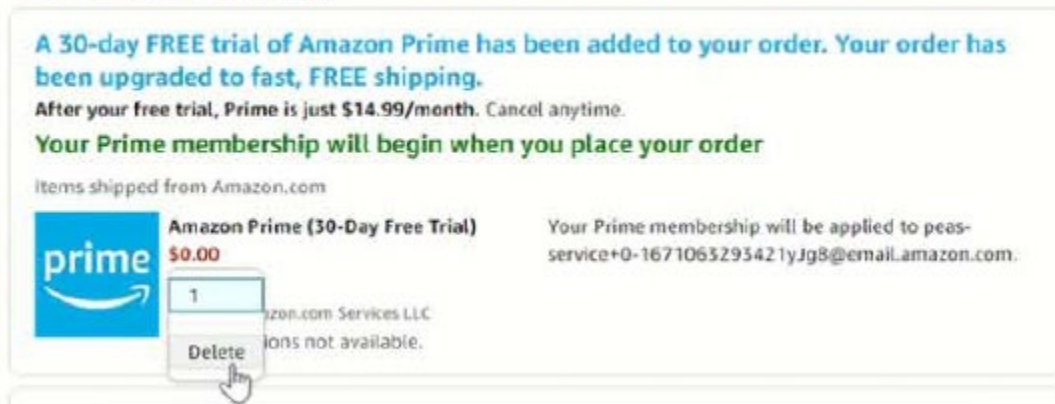 A 30-day FREE trial of Amazon Prime has been added to your order. Your order has
been upgraded to fast, FREE shipping.
After your free trial, Prime is just $14.99/month. Cancel anytime.
Your Prime membership will begin when you place your order
Items shipped from Amazon.com
prime
Amazon Prime (30-Day Free Trial)
$0.00
1
zon.com Services LLC
Delete
ions not available.
Your Prime membership will be applied to peas-
service+0-1671063293421yJg8@email.amazon.com.